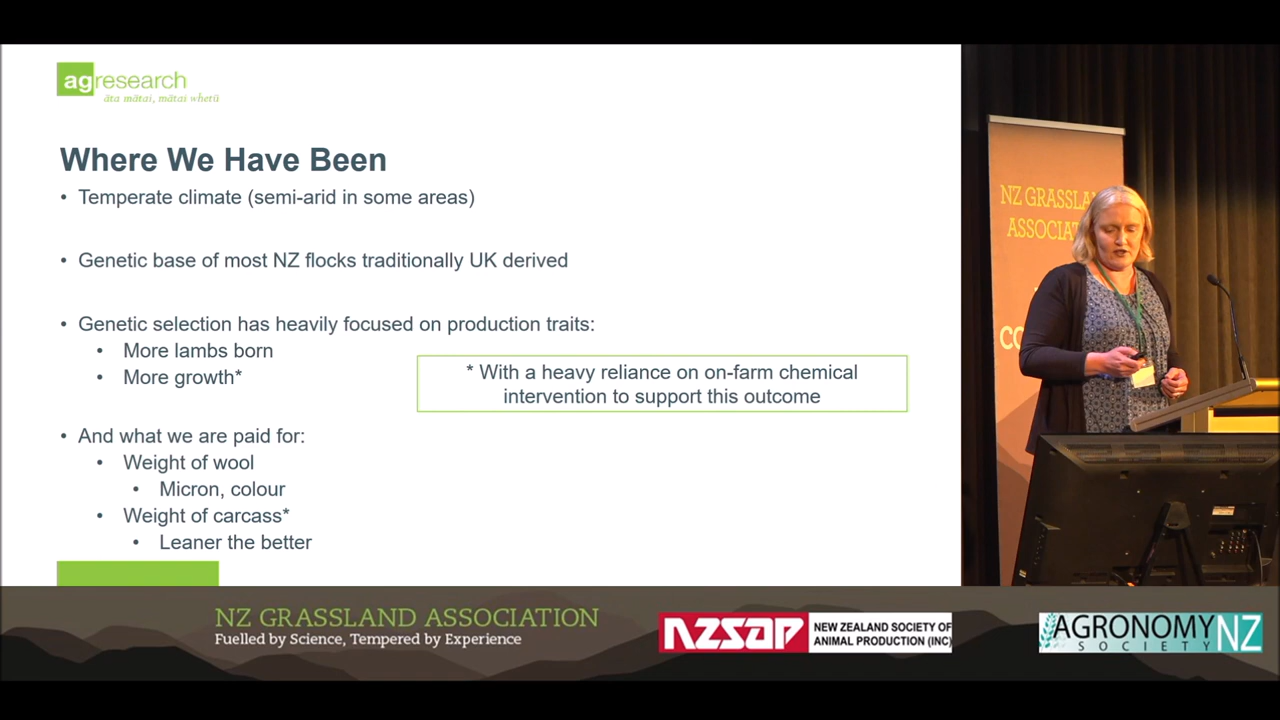 agresearch
āta mātai, mātai whetū
Where We Have Been
• Temperate climate (semi-arid in some areas)
• Genetic base of most NZ flocks traditionally UK derived
• Genetic selection has heavily focused on production traits:
• More lambs born
• More growth*
* With a heavy reliance on on-farm chemical
intervention to support this outcome
• And what we are paid for:
• Weight of wool
• Micron, colour
• Weight of carcass*
• Leaner the better
NZ GRASSLA
ASSOCIAT
CO
NZ GRASSLAND ASSOCIATION
Fuelled by Science, Tempered by Experience
NZSAP
NEW ZEALAND SOCIETY OF
ANIMAL PRODUCTION (INC)
AGRONOMY NZ
SOCIETY